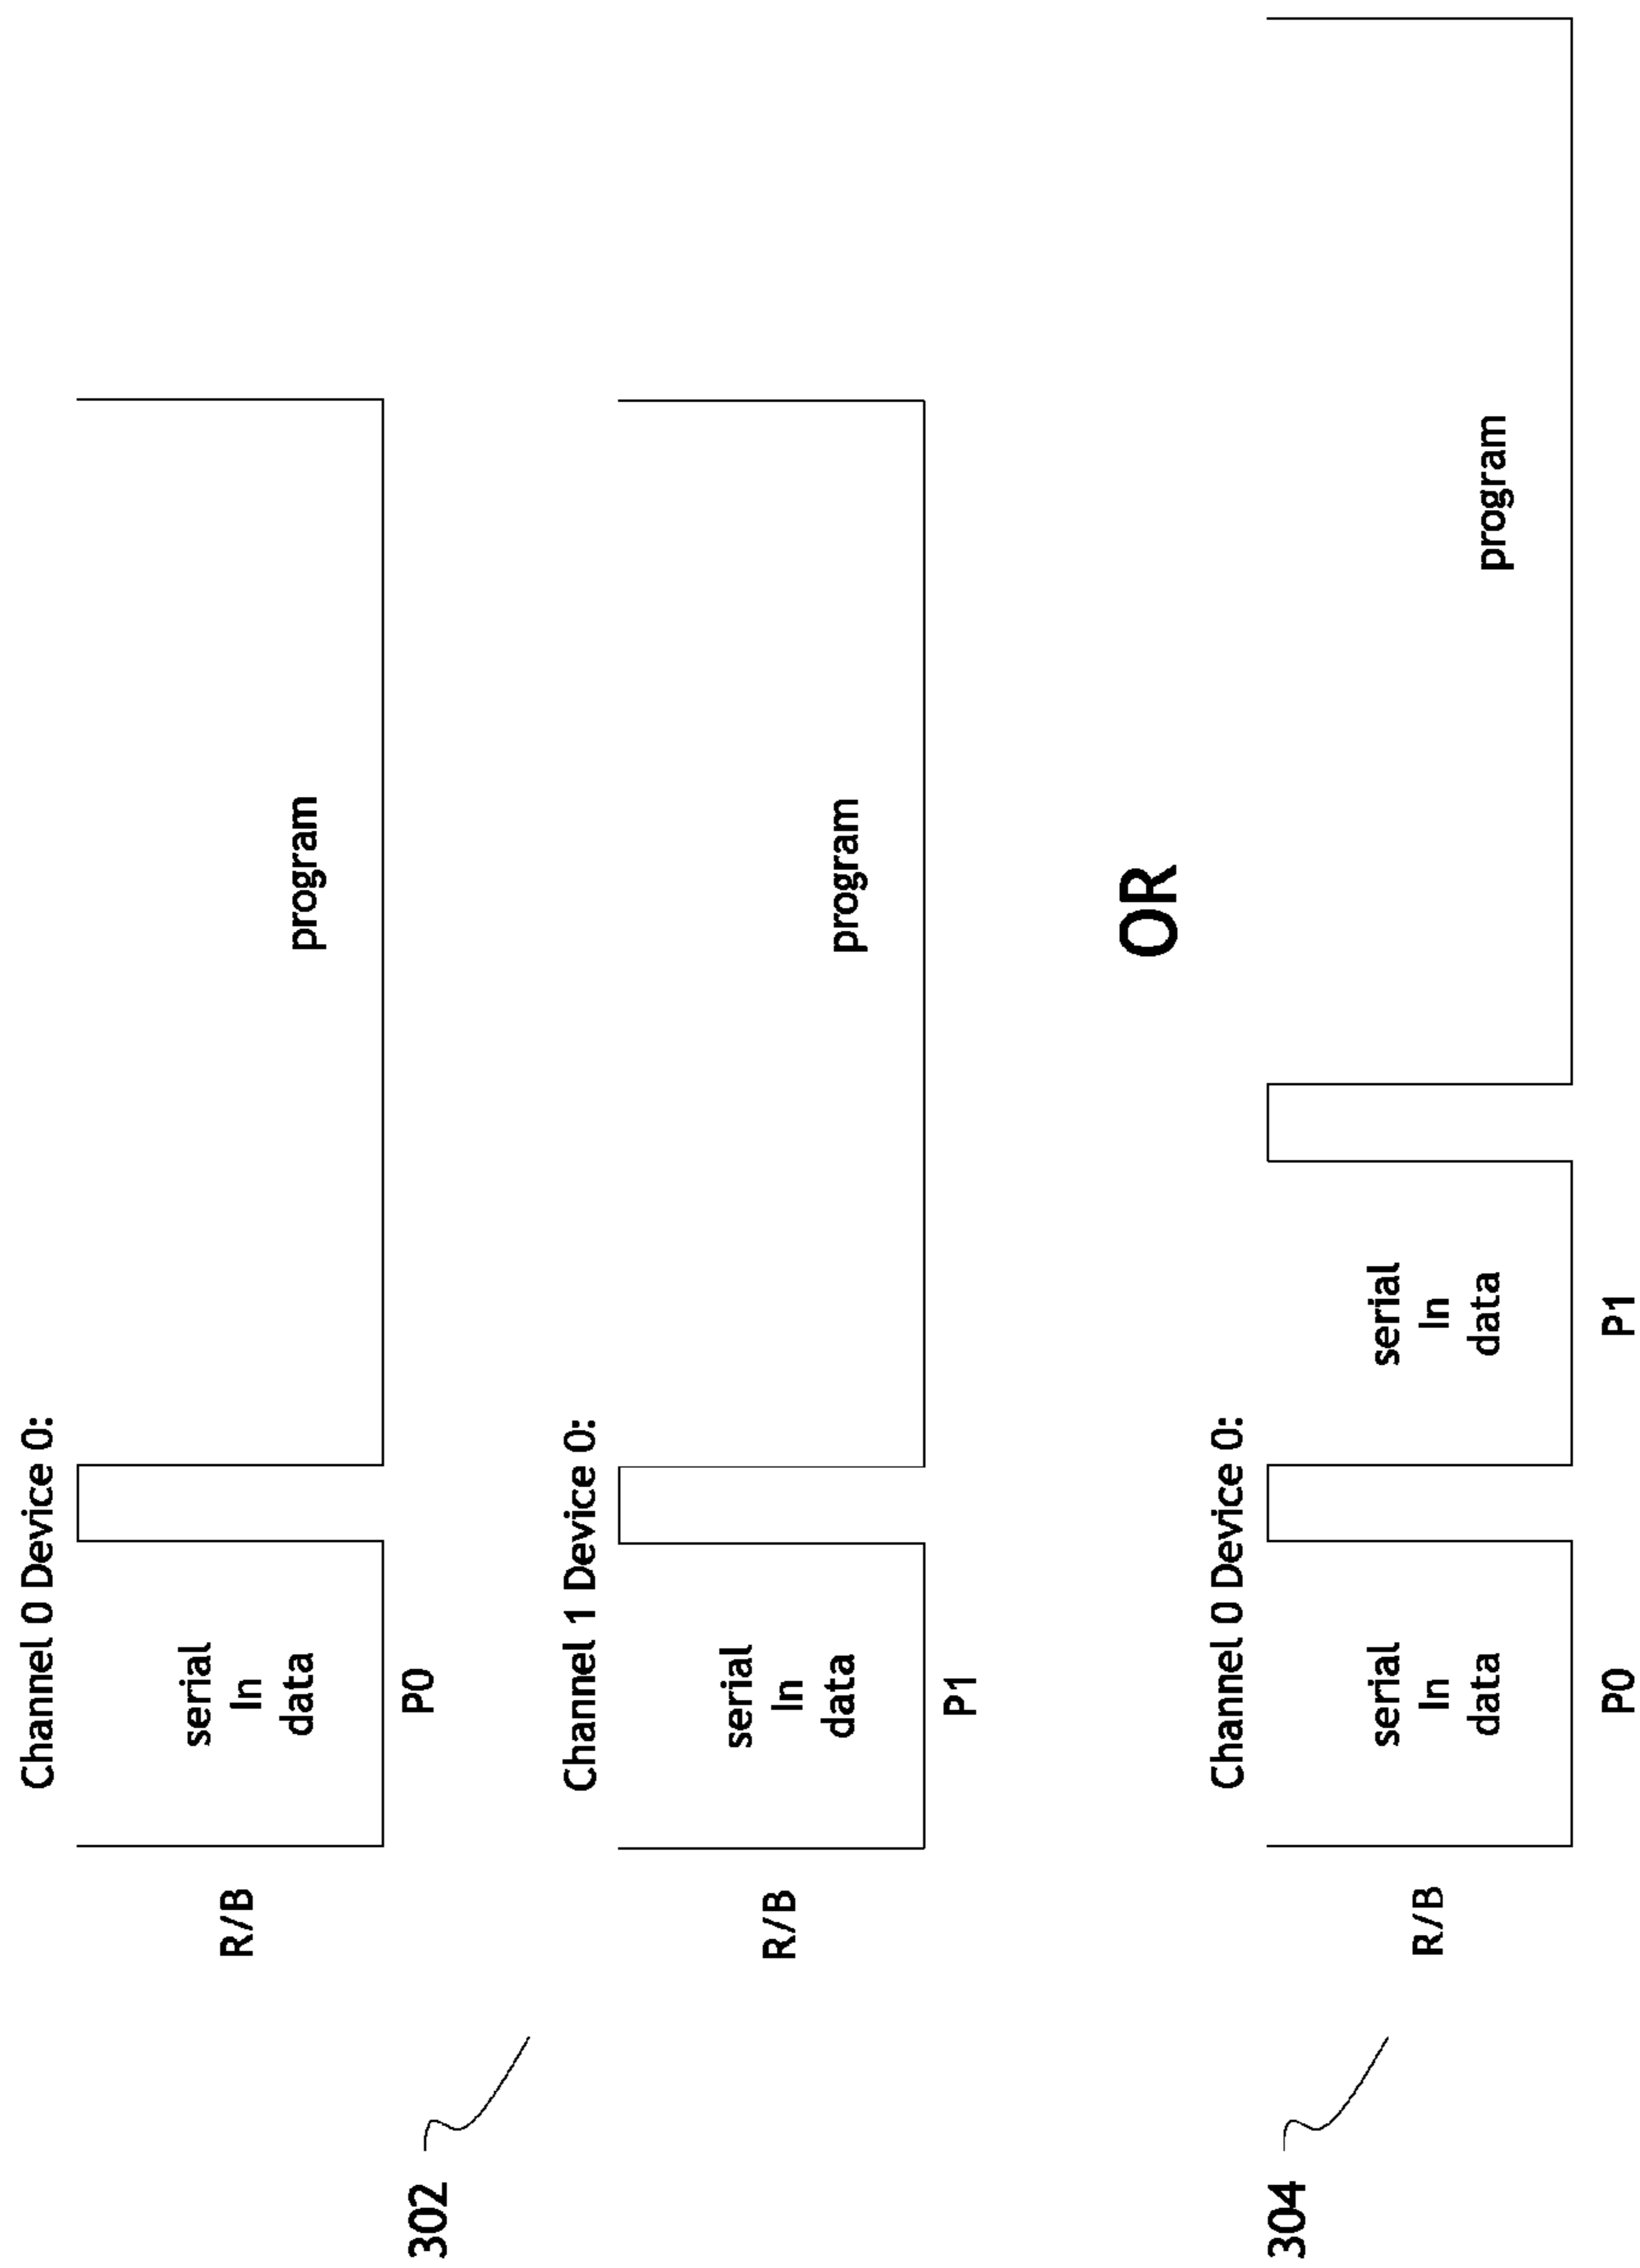 Channel 0 Device 0:
R/B
serial
In
data
program
P0
302
Channel 1 Device 0:
R/B
serial
In
data
program
P1
OR
Channel 0 Device 0:
R/B
serial
In
data
serial
In
data
program
304
P0
P1